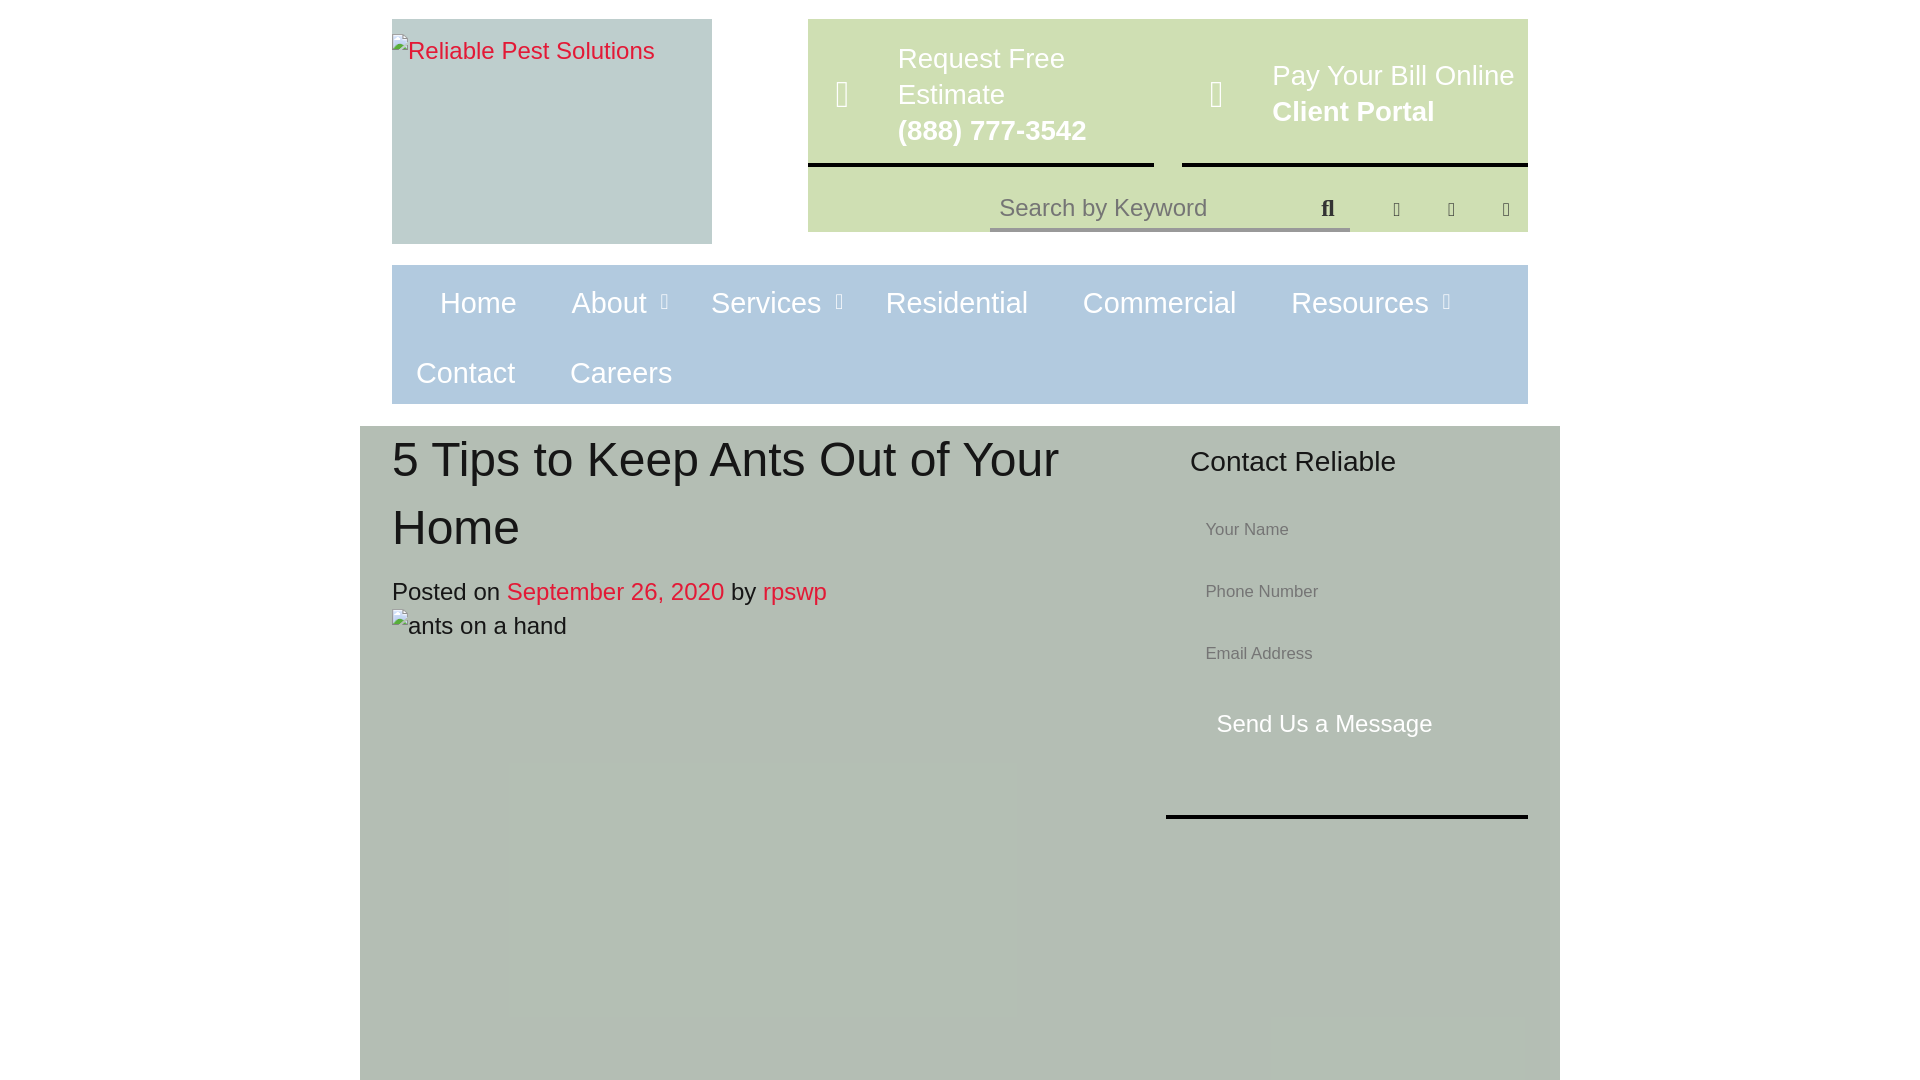 Reliable Pest Solutions
Request Free
Estimate
(888) 777-3542
Pay Your Bill Online
Client Portal
Search by Keyword
Home
About
Services
Residential
Commercial
Resources
Contact
Careers
5 Tips to Keep Ants Out of Your
Home
Posted on September 26, 2020 by rpswp
ants on a hand
Contact Reliable
Your Name
Phone Number
Email Address
Send Us a Message